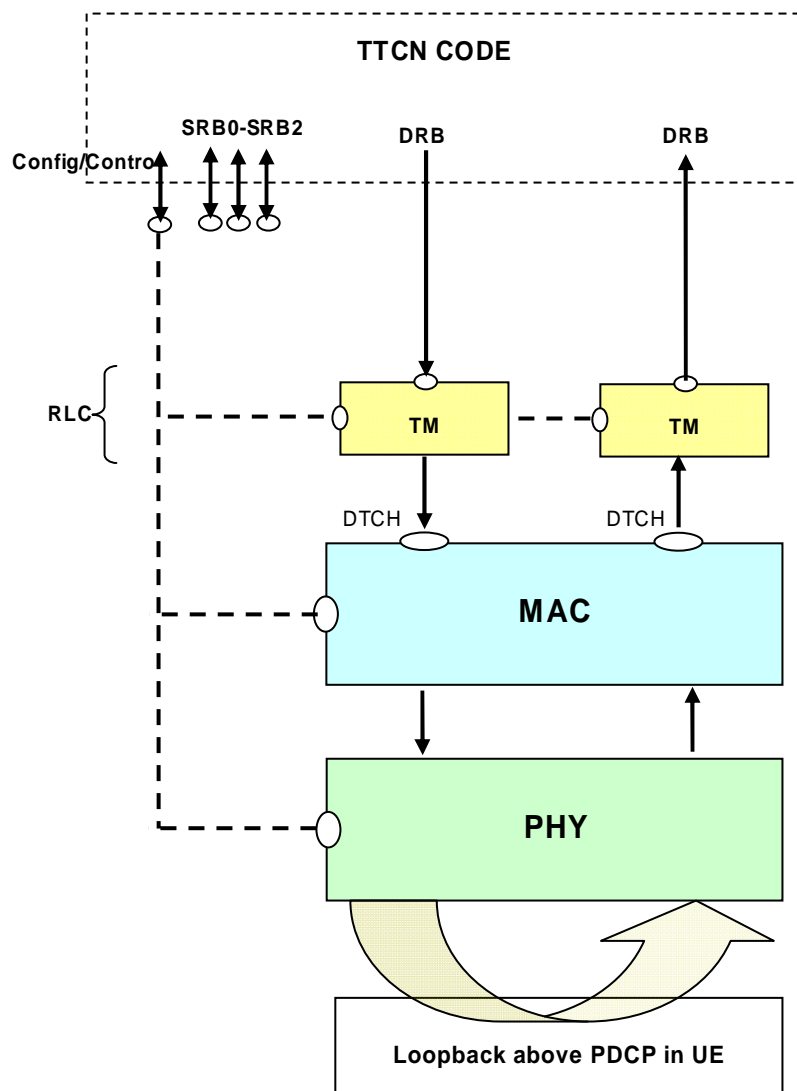 TTCN CODE
SRB0-SRB2
DRB
DRB
Config/Contro
RLC
TM
TM
DTCH
DTCH
MAC
PHY
Loopback above PDCP in UE